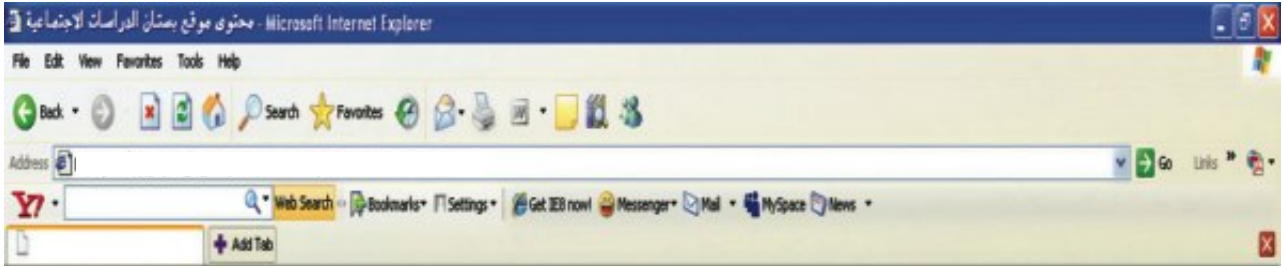 محتوى موقع بستان الدراسات الاجتماعية - Microsoft Internet Explorer
File Edit View Favorites Tools Help
Back Search Favorites
Address Go Links »
Y! Web Search Bookmarks Settings Get IE8 now! Messenger Mail MySpace News
Add Tab